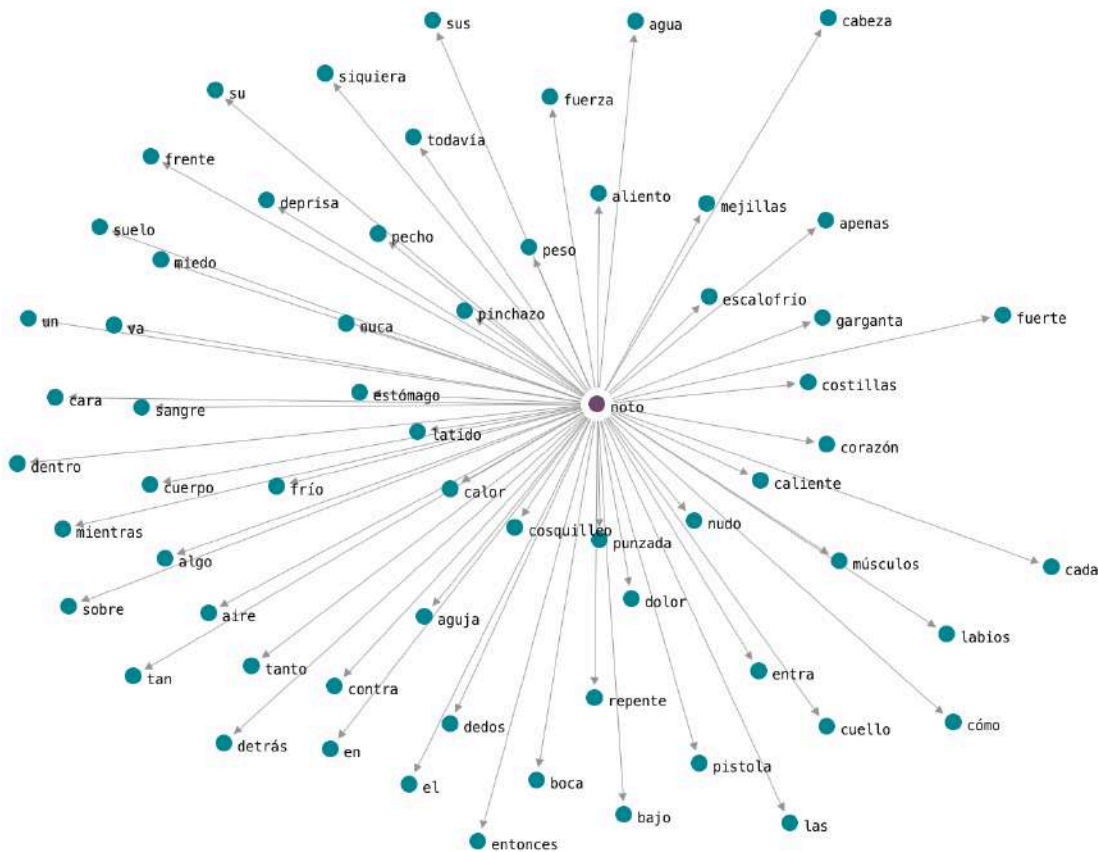 sus
agua
cabeza
siquiera
su
fuerza
todavía
frente
deprisa
aliento
mejillas
suelo
pecho
peso
apenas
miedo
escalofrío
pinchazo
garganta
fuerte
un
va
nuca
costillas
cara
sangre
estómago
noto
latido
corazón
dentro
cuerpo
frío
calor
caliente
mientras
cosquilleo
punzada
nudo
algo
músculos
cada
sobre
aire
aguja
dolor
labios
tan
tanto
contra
entra
repente
detrás
en
dedos
cuello
cómo
el
boca
pistola
bajo
las
entonces